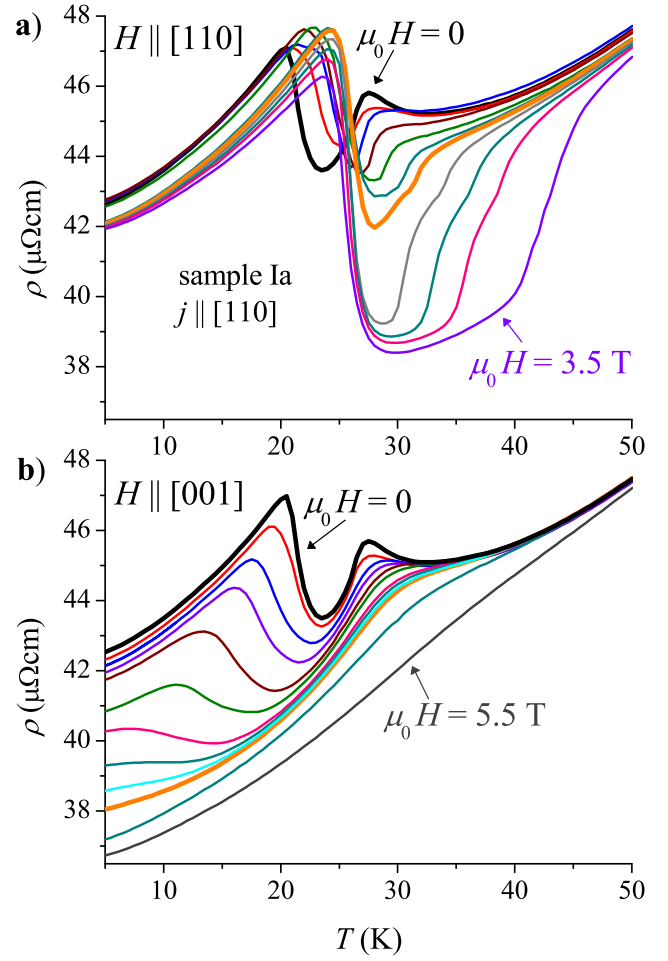 a)
H || [110]
μ₀H = 0
48
46
44
42
40
38
ρ (μΩcm)
sample Ia
j || [110]
μ₀H = 3.5 T
10 20 30 40 50
b)
H || [001]
μ₀H = 0
48
46
44
42
40
38
ρ (μΩcm)
μ₀H = 5.5 T
10 20 30 40 50
T (K)